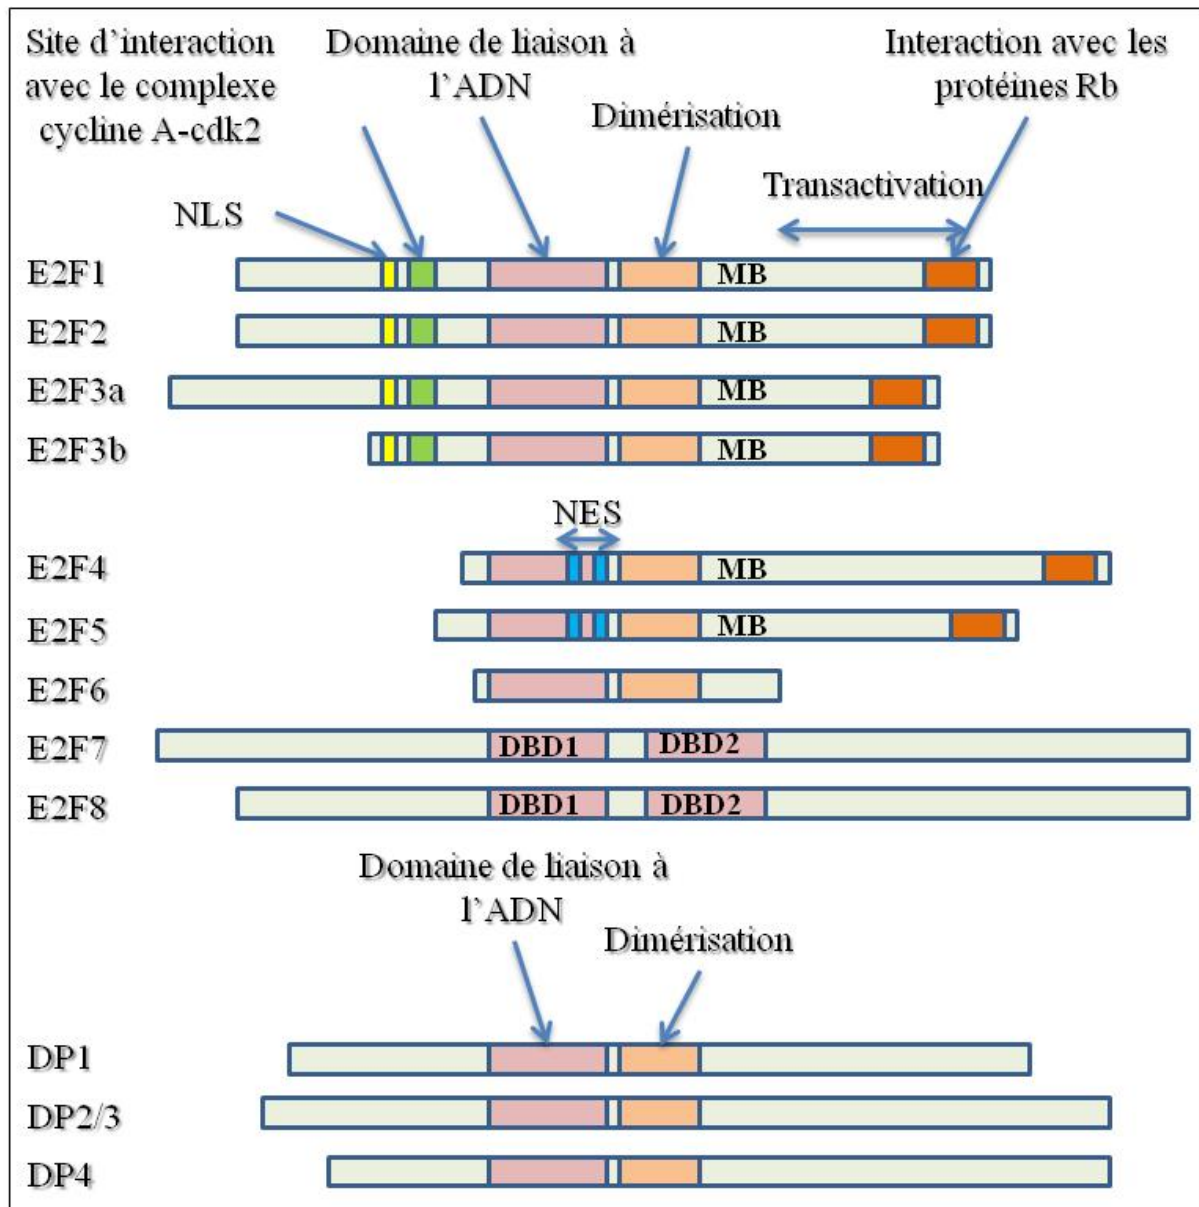 Site d'interaction
avec le complexe
cycline A-cdk2
Domaine de liaison à
l'ADN
Dimérisation
Interaction avec les
protéines Rb
Transactivation
NLS
E2F1
MB
E2F2
MB
E2F3a
MB
E2F3b
MB
NES
E2F4
MB
E2F5
MB
E2F6
E2F7
DBD1
DBD2
E2F8
DBD1
DBD2
Domaine de liaison à
l'ADN
Dimérisation
DP1
DP2/3
DP4